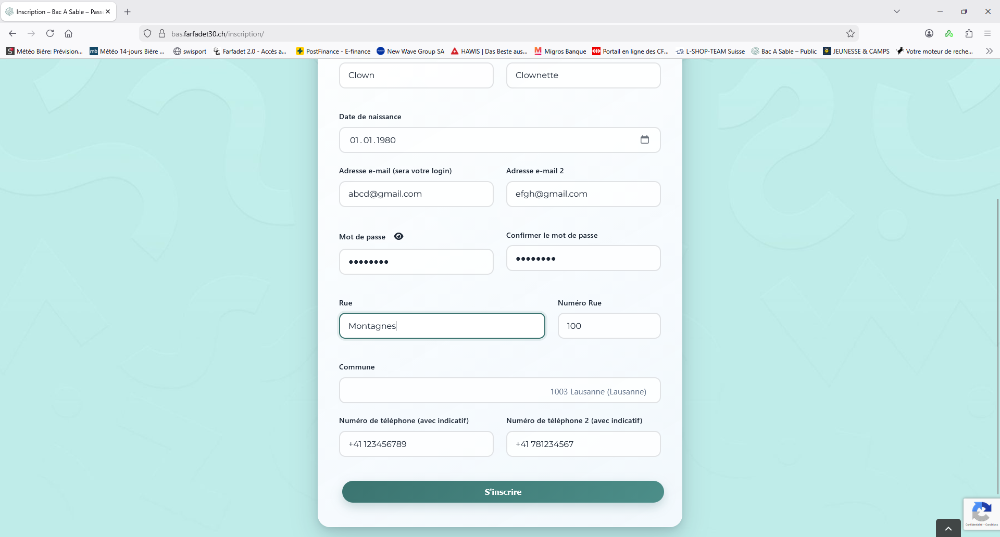 Inscription – Bac A Sable – Pass
bas.farfadet30.ch/inscription/
Météo Bière: Prévision... Météo 14-jours Bière ... swisport Farfadet 2.0 - Accès a... PostFinance - E-finance New Wave Group SA HAWIS | Das Beste aus... Migros Banque Portail en ligne des CF... L-SHOP-TEAM Suisse Bac A Sable – Public JEUNESSE & CAMPS Votre moteur de reche...
Clown Clownette
Date de naissance
01.01.1980
Adresse e-mail (sera votre login) Adresse e-mail 2
abcd@gmail.com efgh@gmail.com
Mot de passe Confirmer le mot de passe
•••••••• ••••••••
Rue Numéro Rue
Montagnes 100
Commune
1003 Lausanne (Lausanne)
Numéro de téléphone (avec indicatif) Numéro de téléphone 2 (avec indicatif)
+41 123456789 +41 781234567
S'inscrire
Confidentialité - Conditions